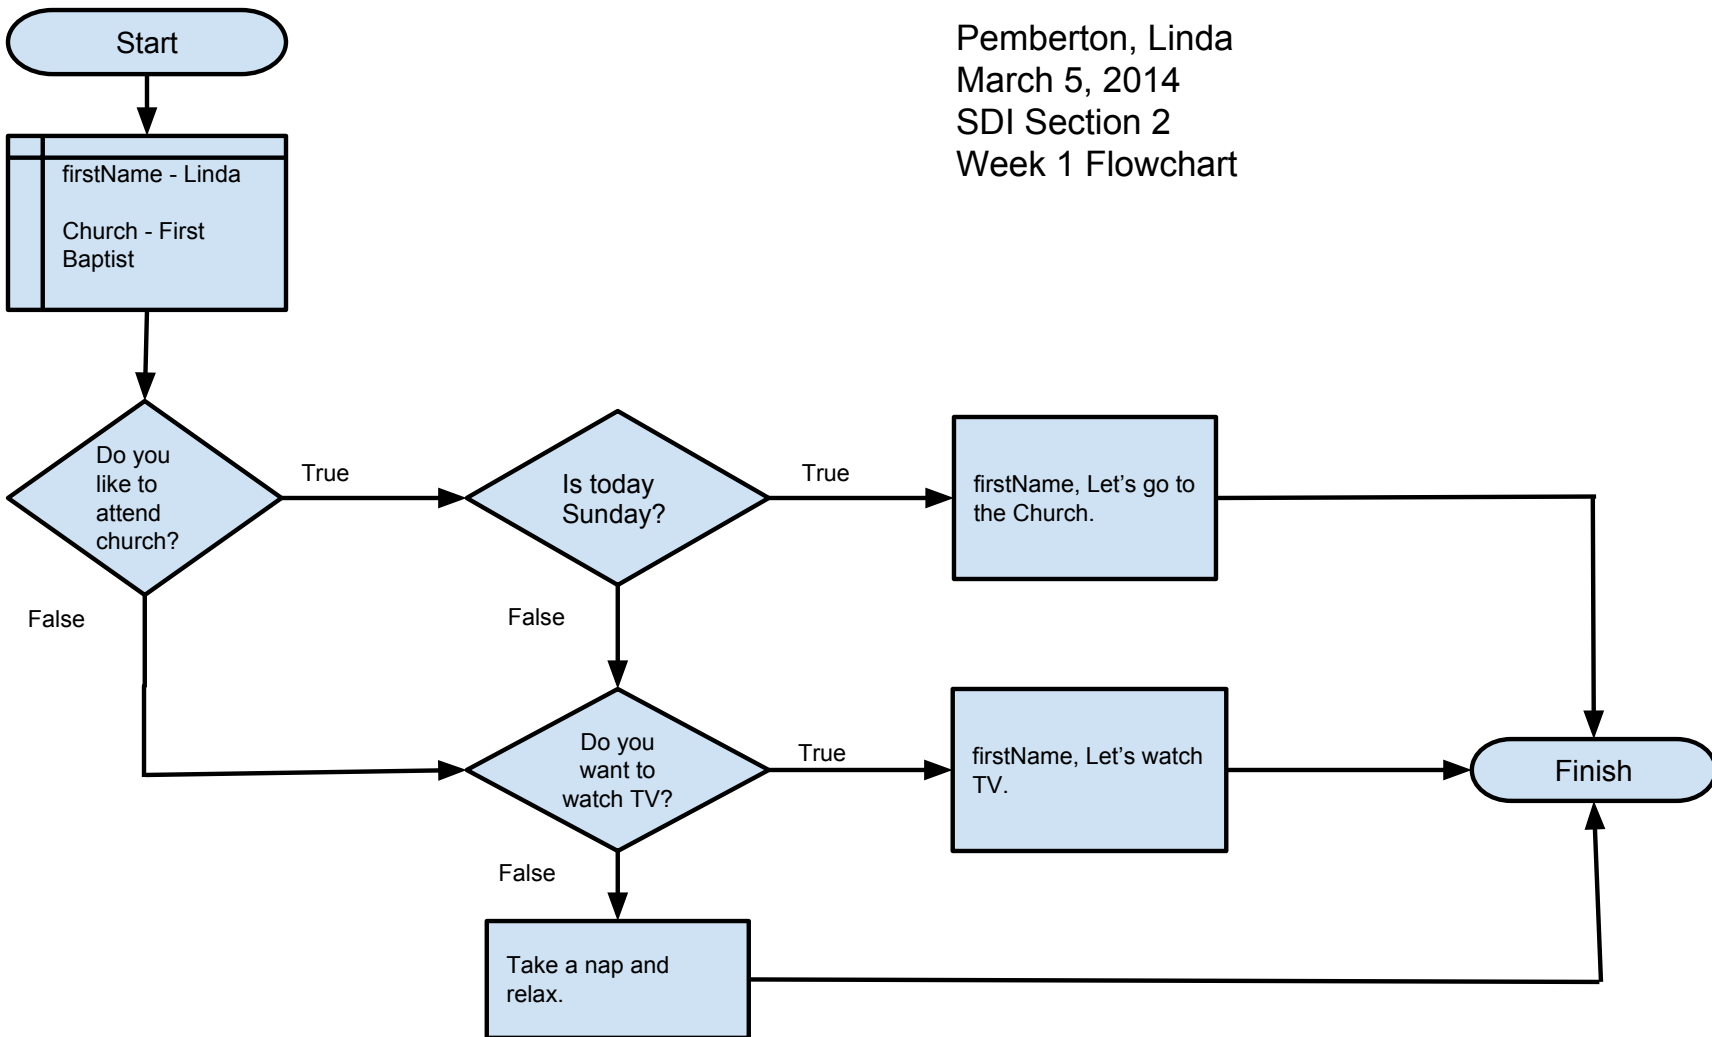 Start
Pemberton, Linda
March 5, 2014
SDI Section 2
Week 1 Flowchart
firstName - Linda
Church - First
Baptist
Do you
like to
attend
church?
True
Is today
Sunday?
True
firstName, Let's go to
the Church.
False
False
Do you
want to
watch TV?
True
firstName, Let's watch
TV.
Finish
False
Take a nap and
relax.